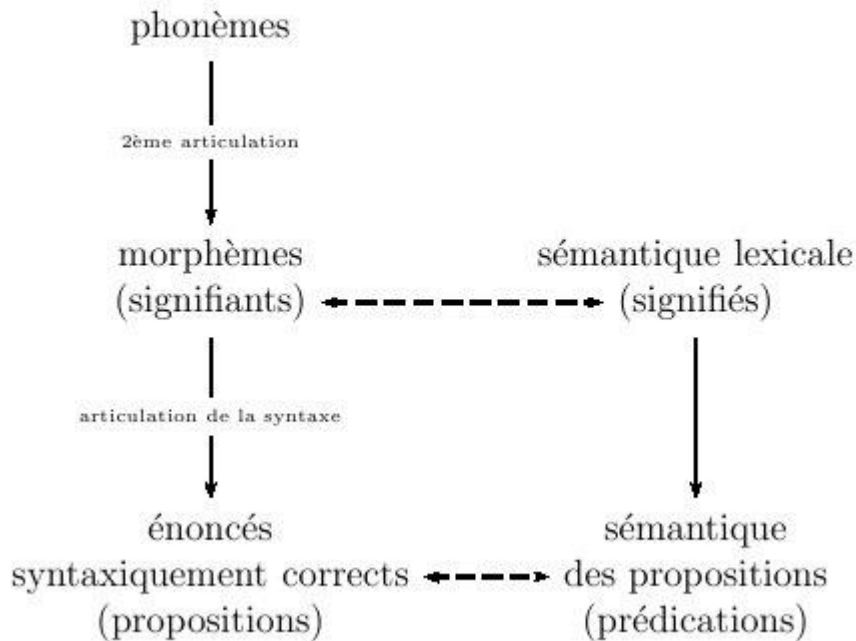 phonèmes
2ème articulation
morphèmes
(signifiants)
sémantique lexicale
(signifiés)
articulation de la syntaxe
énoncés
syntaxiquement corrects
(propositions)
sémantique
des propositions
(prédications)